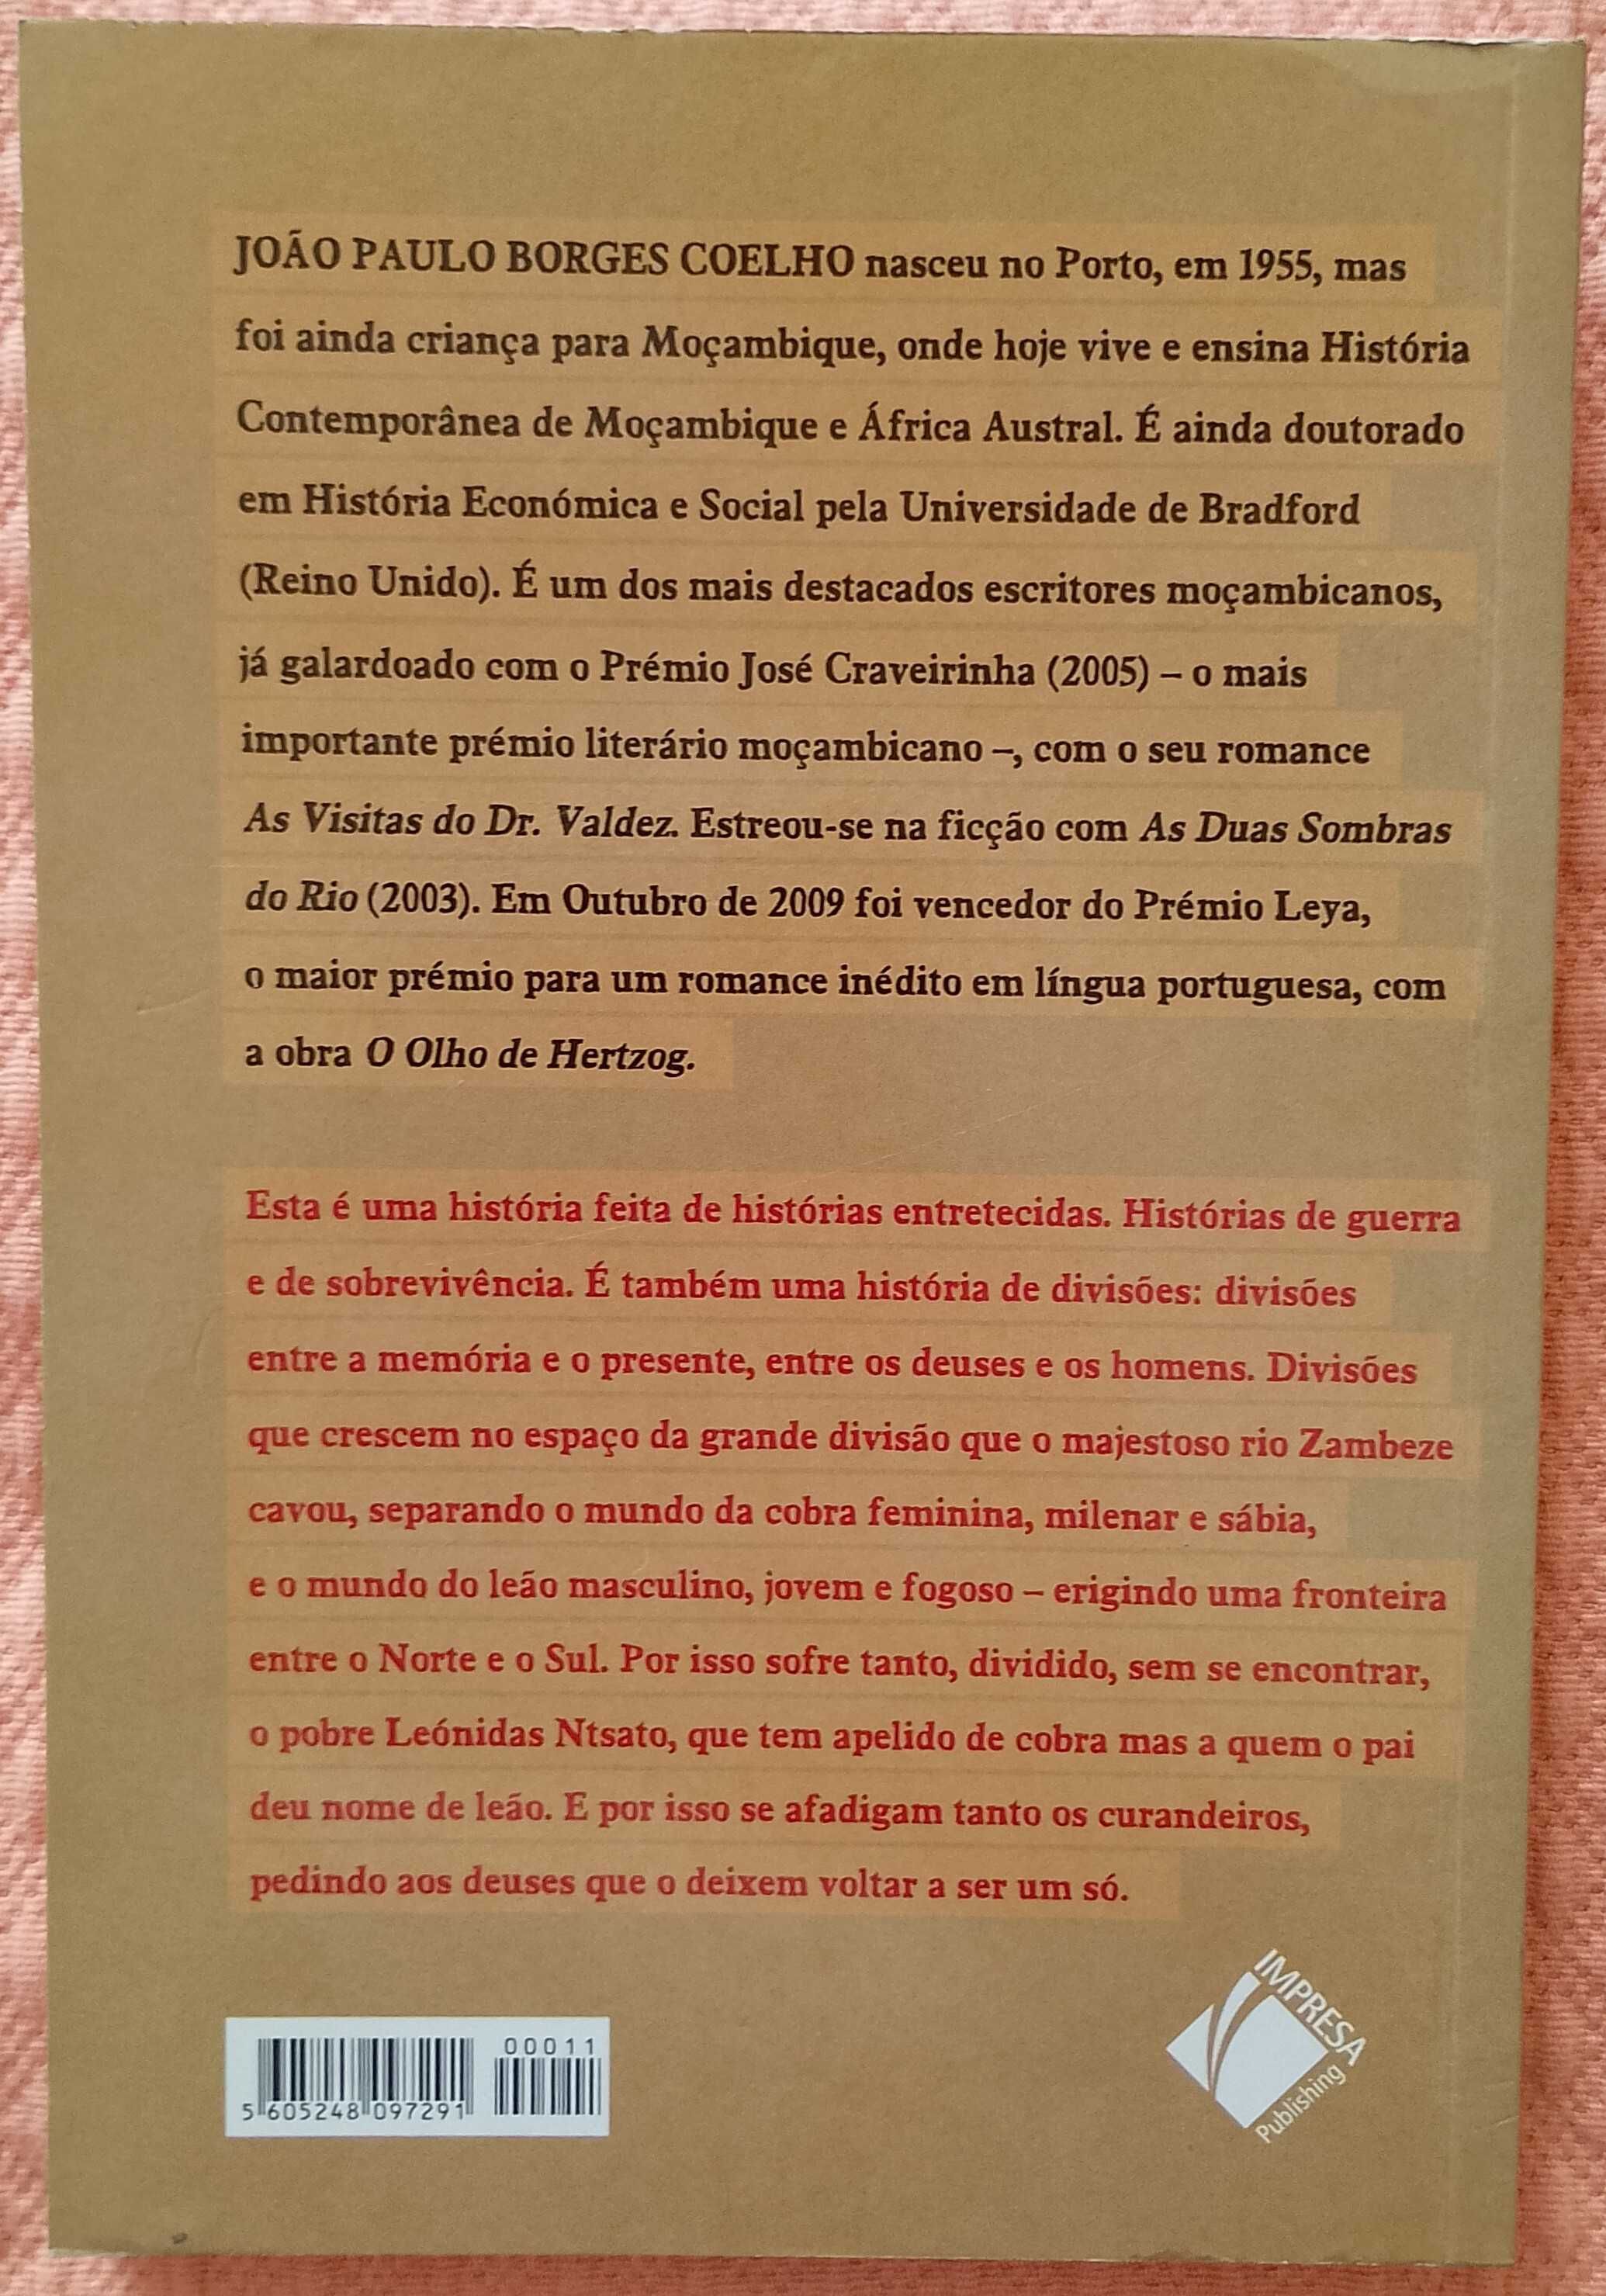 JOÃO PAULO BORGES COELHO nasceu no Porto, em 1955, mas
foi ainda criança para Moçambique, onde hoje vive e ensina História
Contemporânea de Moçambique e África Austral. É ainda doutorado
em História Económica e Social pela Universidade de Bradford
(Reino Unido). É um dos mais destacados escritores moçambicanos,
já galardoado com o Prémio José Craveirinha (2005) – o mais
importante prémio literário moçambicano –, com o seu romance
As Visitas do Dr. Valdez. Estreou-se na ficção com As Duas Sombras
do Rio (2003). Em Outubro de 2009 foi vencedor do Prémio Leya,
o maior prémio para um romance inédito em língua portuguesa, com
a obra O Olho de Hertzog.
Esta é uma história feita de histórias entretecidas. Histórias de guerra
e de sobrevivência. É também uma história de divisões: divisões
entre a memória e o presente, entre os deuses e os homens. Divisões
que crescem no espaço da grande divisão que o majestoso rio Zambeze
cavou, separando o mundo da cobra feminina, milenar e sábia,
e o mundo do leão masculino, jovem e fogoso – erigindo uma fronteira
entre o Norte e o Sul. Por isso sofre tanto, dividido, sem se encontrar,
o pobre Leónidas Ntsato, que tem apelido de cobra mas a quem o pai
deu nome de leão. E por isso se afadigam tanto os curandeiros,
pedindo aos deuses que o deixem voltar a ser um só.
00011
5 605248 097291
IMPRESA
Publishing